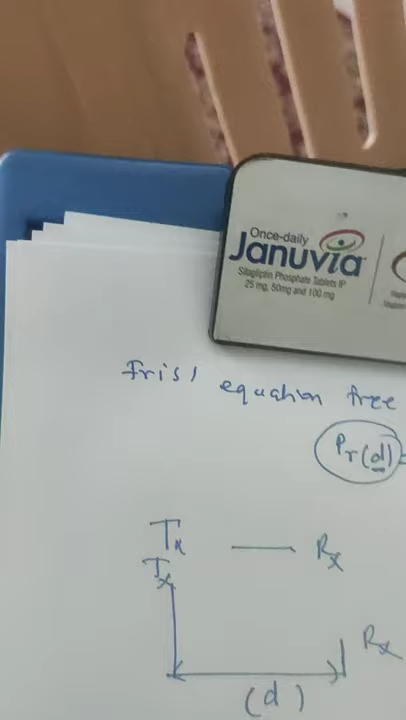 Once-daily
Januvia
Sitagliptin Phosphate Tablets IP
25 mg, 50mg and 100 mg
Friis' equation free
Pr(d)=
Tx — Rx
Tx
Rx
(d)